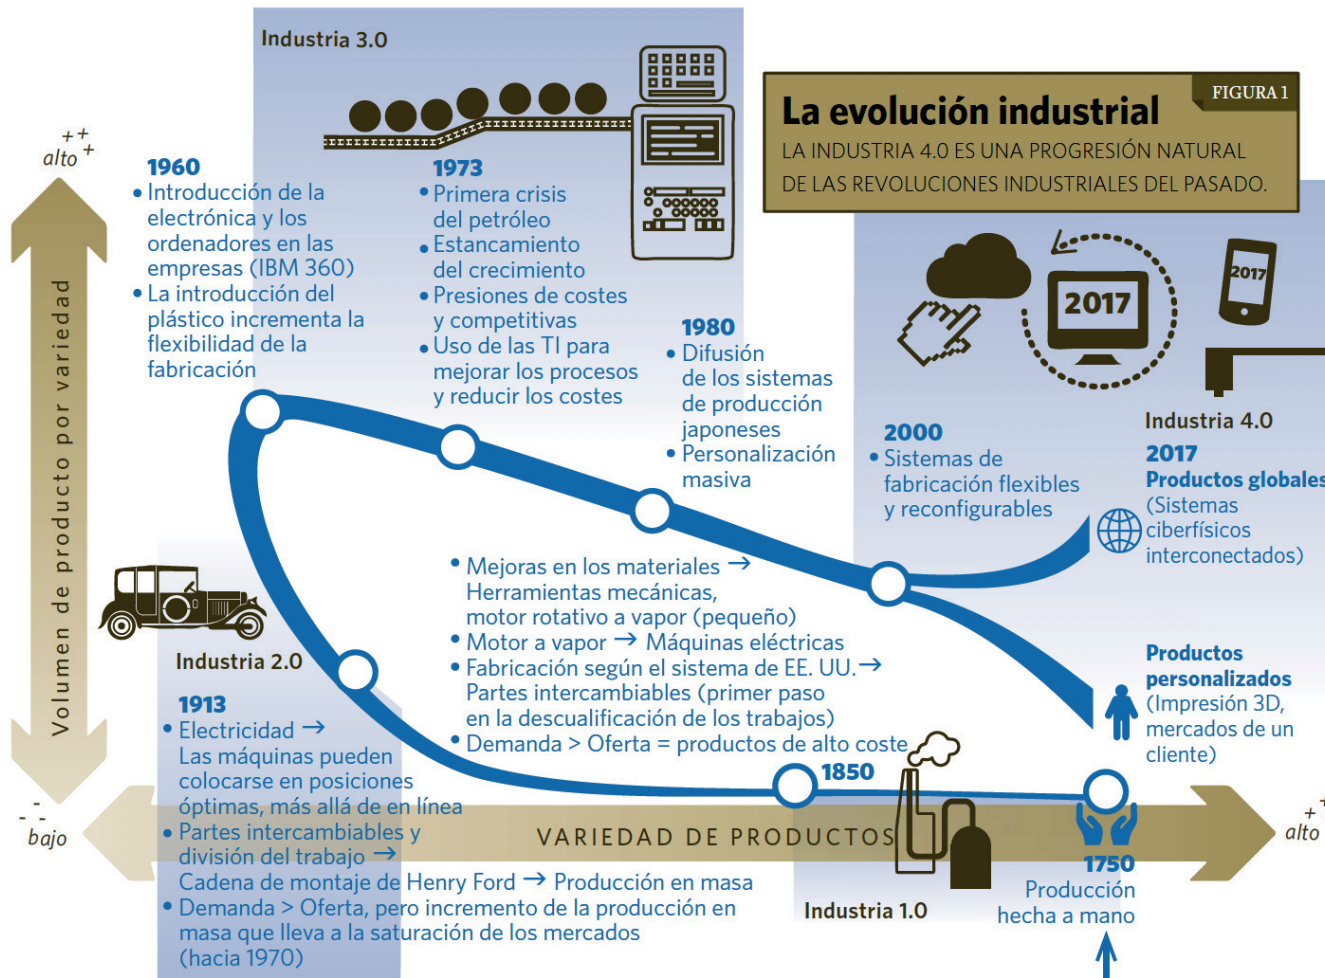 Industria 3.0
FIGURA 1
La evolución industrial
LA INDUSTRIA 4.0 ES UNA PROGRESIÓN NATURAL
DE LAS REVOLUCIONES INDUSTRIALES DEL PASADO.
++
alto+
Volumen de producto por variedad
- -
-
bajo
1960
• Introducción de la
electrónica y los
ordenadores en las
empresas (IBM 360)
• La introducción del
plástico incrementa la
flexibilidad de la
fabricación
1973
• Primera crisis
del petróleo
• Estancamiento
del crecimiento
• Presiones de costes
y competitivas
• Uso de las TI para
mejorar los procesos
y reducir los costes
1980
• Difusión
de los sistemas
de producción
japoneses
• Personalización
masiva
2017
2017
2000
• Sistemas de
fabricación flexibles
y reconfigurables
Industria 4.0
2017
Productos globales
(Sistemas
ciberfísicos
interconectados)
Productos
personalizados
(Impresión 3D,
mercados de un
cliente)
• Mejoras en los materiales →
Herramientas mecánicas,
motor rotativo a vapor (pequeño)
• Motor a vapor → Máquinas eléctricas
• Fabricación según el sistema de EE. UU. →
Partes intercambiables (primer paso
en la descualificación de los trabajos)
• Demanda > Oferta = productos de alto coste
1850
Industria 2.0
1913
• Electricidad →
Las máquinas pueden
colocarse en posiciones
óptimas, más allá de en línea
• Partes intercambiables y
división del trabajo →
Cadena de montaje de Henry Ford → Producción en masa
• Demanda > Oferta, pero incremento de la producción en
masa que lleva a la saturación de los mercados
(hacia 1970)
VARIEDAD DE PRODUCTOS
++
alto
Industria 1.0
1750
Producción
hecha a mano